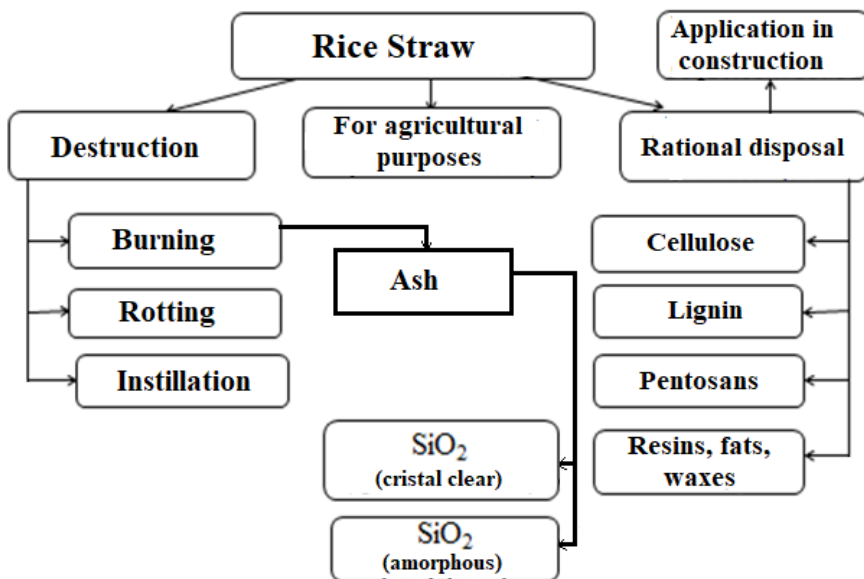 Rice Straw
Application in
construction
Destruction
For agricultural
purposes
Rational disposal
Burning
Ash
Cellulose
Rotting
Lignin
Instillation
Pentosans
SiO₂
(cristal clear)
Resins, fats,
waxes
SiO₂
(amorphous)